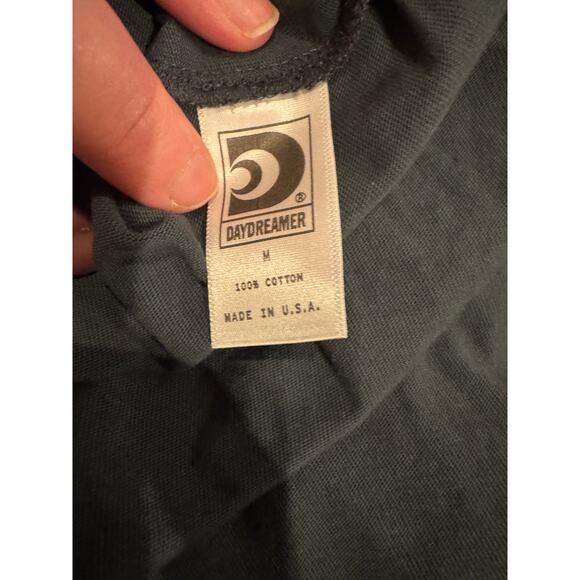 ®
DAYDREAMER
M
100% COTTON
MADE IN U.S.A.